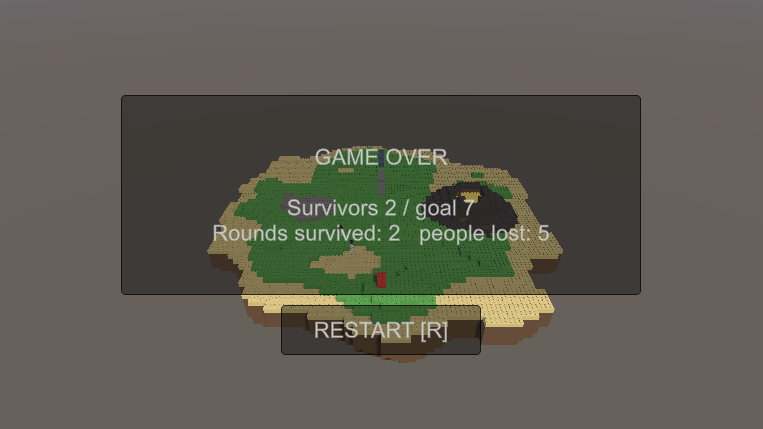 GAME OVER
Survivors 2 / goal 7
Rounds survived: 2 people lost: 5
RESTART [R]